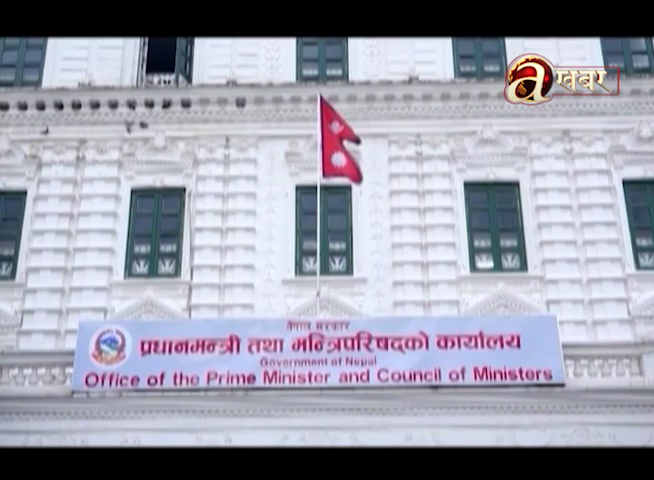 a खबर
नेपाल सरकार
प्रधानमन्त्री तथा मन्त्रिपरिषद्को कार्यालय
Government of Nepal
Office of the Prime Minister and Council of Ministers